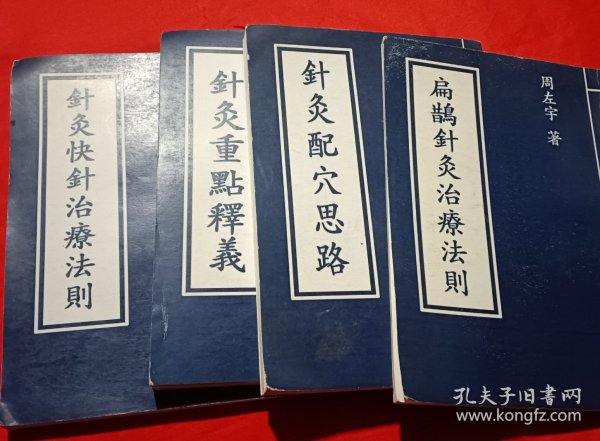 針灸快針治療法則
針灸重點釋義
針灸配穴思路
扁鵲針灸治療法則
周左宇 著
孔夫子旧书网
www.kongfz.com